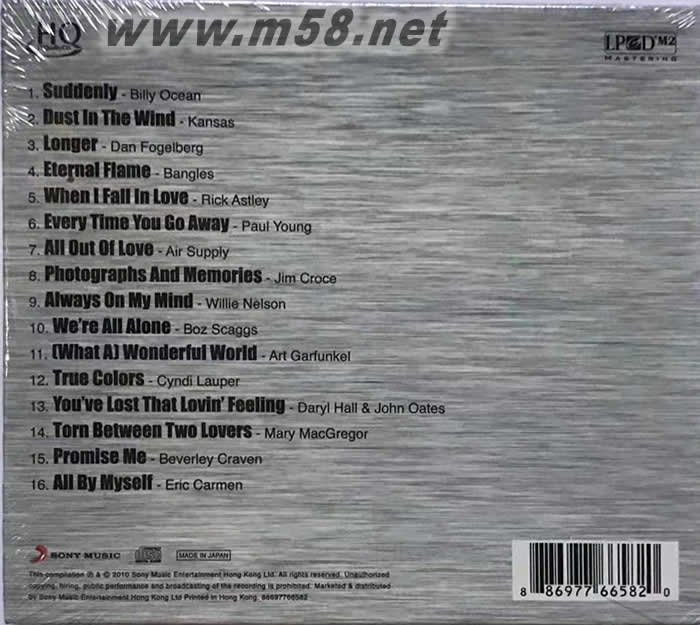 www.m58.net
HQ
LPCD M2
MASTERING
1. Suddenly - Billy Ocean
2. Dust In The Wind - Kansas
3. Longer - Dan Fogelberg
4. Eternal Flame - Bangles
5. When I Fall In Love - Rick Astley
6. Every Time You Go Away - Paul Young
7. All Out Of Love - Air Supply
8. Photographs And Memories - Jim Croce
9. Always On My Mind - Willie Nelson
10. We're All Alone - Boz Scaggs
11. (What A) Wonderful World - Art Garfunkel
12. True Colors - Cyndi Lauper
13. You've Lost That Lovin' Feeling - Daryl Hall & John Oates
14. Torn Between Two Lovers - Mary MacGregor
15. Promise Me - Beverley Craven
16. All By Myself - Eric Carmen
SONY MUSIC
MADE IN JAPAN
This compilation ℗ & © 2010 Sony Music Entertainment Hong Kong Ltd. All rights reserved. Unauthorized
copying, hiring, public performance and broadcasting of the recording is prohibited. Marketed & distributed
by Sony Music Entertainment Hong Kong Ltd Printed in Hong Kong. 88697766582
8 86977 66582 0